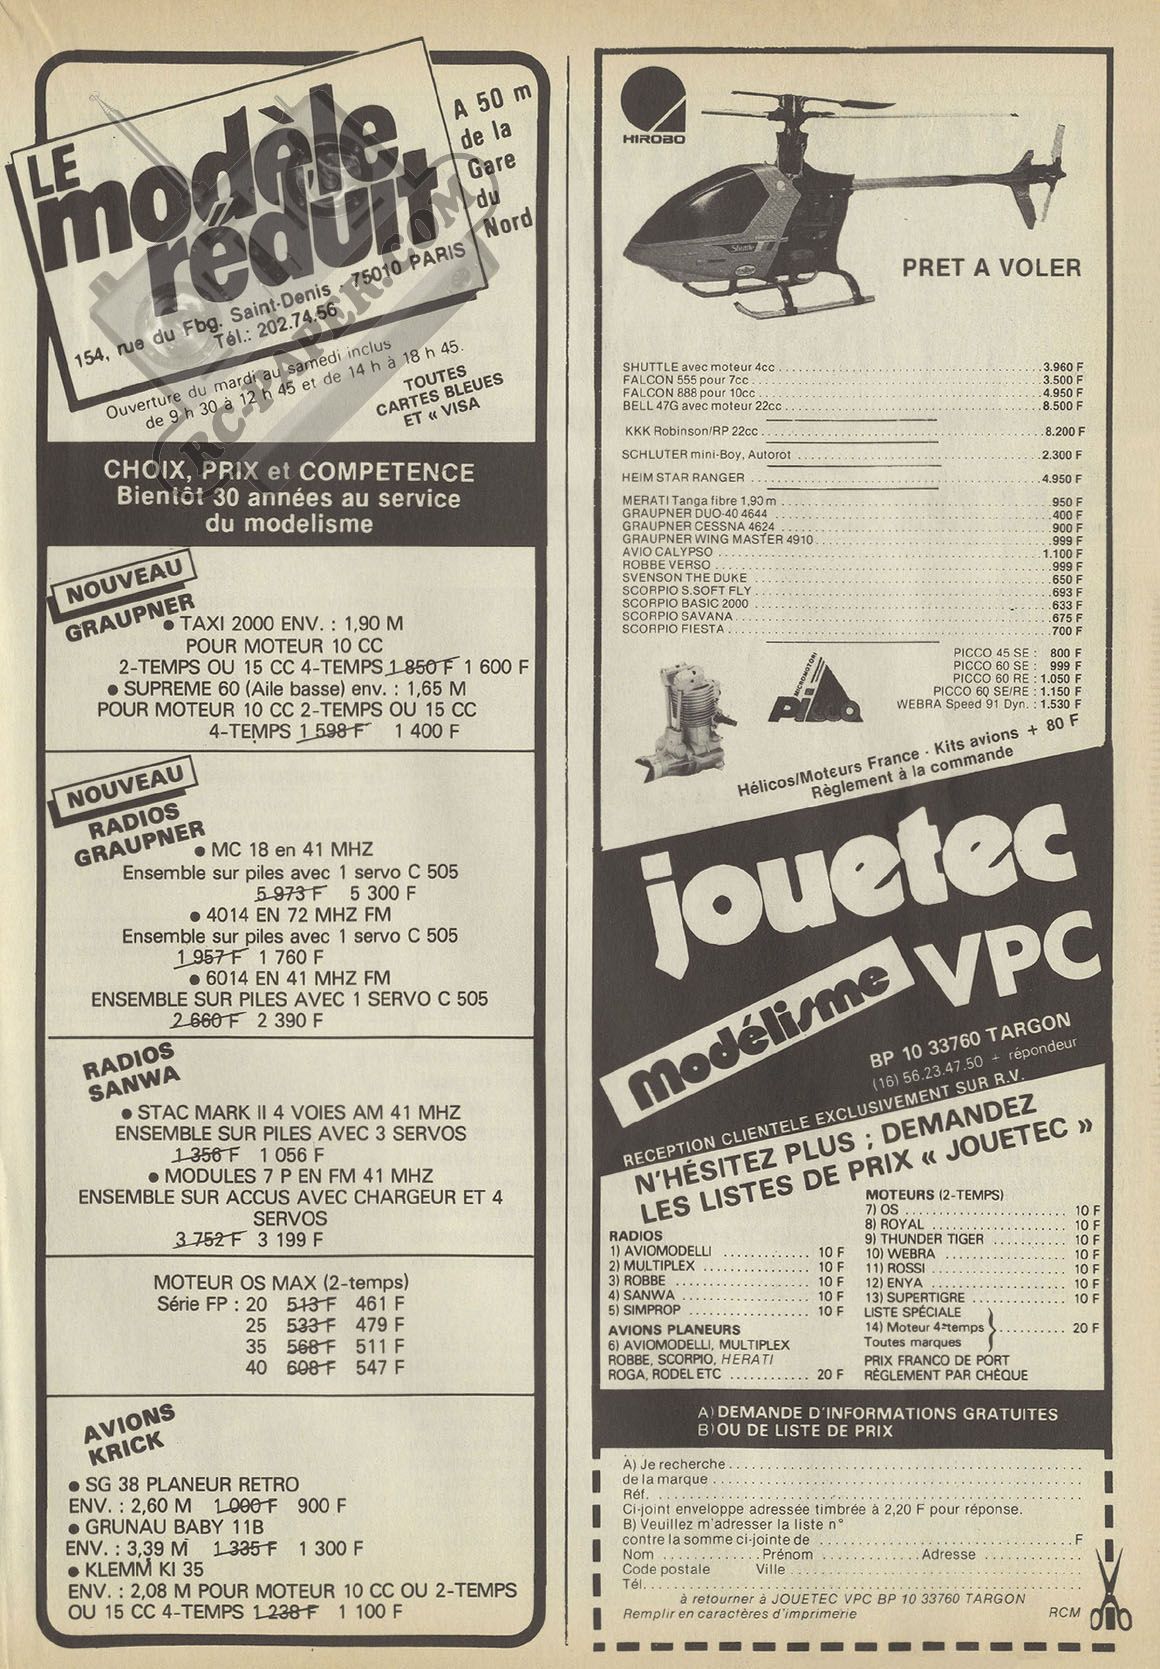 LE
modèle
réduit
A 50 m
de la
Gare
du
Nord
154, rue du Fbg. Saint-Denis - 75010 PARIS
Tél.: 202.74.56
Ouverture du mardi au samedi inclus
de 9 h 30 à 12 h 45 et de 14 h à 18 h 45.
TOUTES
CARTES BLEUES
ET « VISA
RC-PAPER.COM
CHOIX, PRIX et COMPETENCE
Bientôt 30 années au service
du modelisme
NOUVEAU
GRAUPNER
● TAXI 2000 ENV. : 1,90 M
POUR MOTEUR 10 CC
2-TEMPS OU 15 CC 4-TEMPS 1 850 F 1 600 F
● SUPREME 60 (Aile basse) env. : 1,65 M
POUR MOTEUR 10 CC 2-TEMPS OU 15 CC
4-TEMPS 1 598 F 1 400 F
NOUVEAU
RADIOS
GRAUPNER
● MC 18 en 41 MHZ
Ensemble sur piles avec 1 servo C 505
5 973 F 5 300 F
● 4014 EN 72 MHZ FM
Ensemble sur piles avec 1 servo C 505
1 957 F 1 760 F
● 6014 EN 41 MHZ FM
ENSEMBLE SUR PILES AVEC 1 SERVO C 505
2 660 F 2 390 F
RADIOS
SANWA
● STAC MARK II 4 VOIES AM 41 MHZ
ENSEMBLE SUR PILES AVEC 3 SERVOS
1 356 F 1 056 F
● MODULES 7 P EN FM 41 MHZ
ENSEMBLE SUR ACCUS AVEC CHARGEUR ET 4
SERVOS
3 752 F 3 199 F
MOTEUR OS MAX (2-temps)
Série FP : 20 513 F 461 F
25 533 F 479 F
35 568 F 511 F
40 608 F 547 F
AVIONS
KRICK
● SG 38 PLANEUR RETRO
ENV. : 2,60 M 1 000 F 900 F
● GRUNAU BABY 11B
ENV. : 3,39 M 1 335 F 1 300 F
● KLEMM KI 35
ENV. : 2,08 M POUR MOTEUR 10 CC OU 2-TEMPS
OU 15 CC 4-TEMPS 1 238 F 1 100 F
HIROBO
Shuttle
PRET A VOLER
SHUTTLE avec moteur 4cc 3.960 F
FALCON 555 pour 7cc 3.500 F
FALCON 888 pour 10cc 4.950 F
BELL 47G avec moteur 22cc 8.500 F
KKK Robinson/RP 22cc 8.200 F
SCHLUTER mini-Boy, Autorot 2.300 F
HEIM STAR RANGER 4.950 F
MERATI Tanga fibre 1,90 m 950 F
GRAUPNER DUO-40 4644 400 F
GRAUPNER CESSNA 4624 900 F
GRAUPNER WING MASTER 4910 999 F
AVIO CALYPSO 1.100 F
ROBBE VERSO 999 F
SVENSON THE DUKE 650 F
SCORPIO S.SOFT FLY 693 F
SCORPIO BASIC 2000 633 F
SCORPIO SAVANA 675 F
SCORPIO FIESTA 700 F
MICROMOTORI
Picco
PICCO 45 SE : 800 F
PICCO 60 SE : 999 F
PICCO 60 RE : 1.050 F
PICCO 60 SE/RE : 1.150 F
WEBRA Speed 91 Dyn. : 1.530 F
Hélicos/Moteurs France - Kits avions + 80 F
Règlement à la commande
jouetec
Modélisme VPC
BP 10 33760 TARGON
(16) 56.23.47.50 + répondeur
RECEPTION CLIENTELE EXCLUSIVEMENT SUR R.V.
N'HÉSITEZ PLUS ; DEMANDEZ
LES LISTES DE PRIX « JOUETEC »
RADIOS
1) AVIOMODELLI 10 F
2) MULTIPLEX 10 F
3) ROBBE 10 F
4) SANWA 10 F
5) SIMPROP 10 F
AVIONS PLANEURS
6) AVIOMODELLI, MULTIPLEX
ROBBE, SCORPIO, HERATI
ROGA, RODEL ETC 20 F
MOTEURS (2-TEMPS)
7) OS 10 F
8) ROYAL 10 F
9) THUNDER TIGER 10 F
10) WEBRA 10 F
11) ROSSI 10 F
12) ENYA 10 F
13) SUPERTIGRE 10 F
LISTE SPÉCIALE
14) Moteur 4-temps 20 F
Toutes marques
PRIX FRANCO DE PORT
RÈGLEMENT PAR CHÈQUE
A) DEMANDE D'INFORMATIONS GRATUITES
B) OU DE LISTE DE PRIX
A) Je recherche
de la marque
Réf.
Ci-joint enveloppe adressée timbrée à 2,20 F pour réponse.
B) Veuillez m'adresser la liste n°
contre la somme ci-jointe de F
Nom Prénom Adresse
Code postale Ville
Tél.
à retourner à JOUETEC VPC BP 10 33760 TARGON
Remplir en caractères d'imprimerie RCM